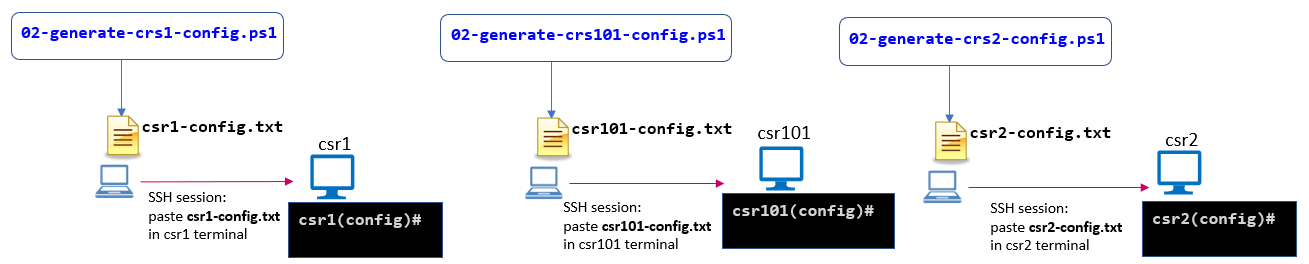 02-generate-crs1-config.ps1
csr1-config.txt
csr1
SSH session:
paste csr1-config.txt
in csr1 terminal
csr1(config)#
02-generate-crs101-config.ps1
csr101-config.txt
csr101
SSH session:
paste csr101-config.txt
in csr101 terminal
csr101(config)#
02-generate-crs2-config.ps1
csr2-config.txt
csr2
SSH session:
paste csr2-config.txt
in csr2 terminal
csr2(config)#